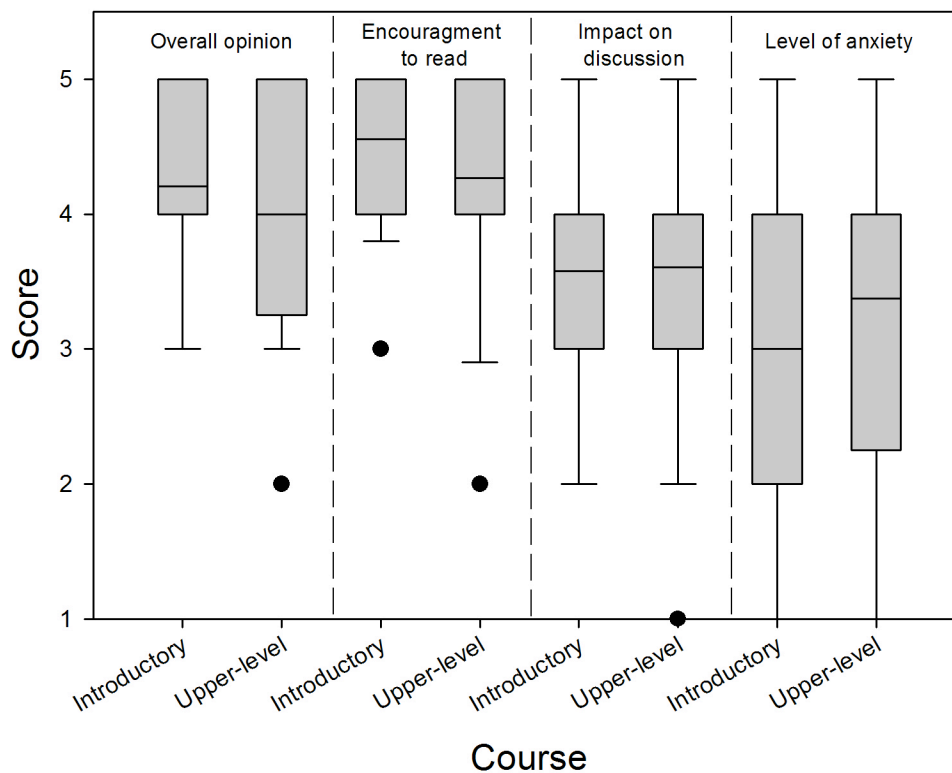 Overall opinion
Encouragment
to read
Impact on
discussion
Level of anxiety
5
4
3
2
1
Score
Introductory
Upper-level
Introductory
Upper-level
Introductory
Upper-level
Introductory
Upper-level
Course